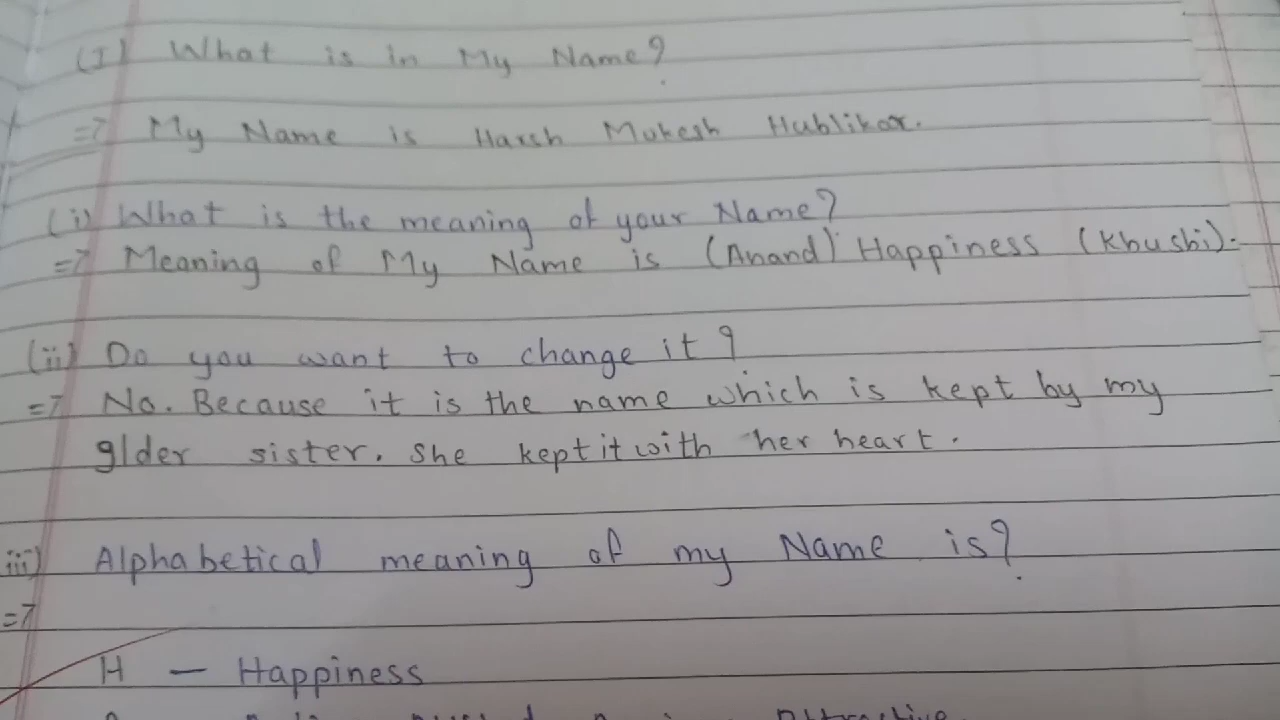 (I) What is in My Name?
=> My Name is Harsh Mukesh Hublikar.
(i) What is the meaning of your Name?
=> Meaning of My Name is (Anand) Happiness (Khushi).
(ii) Do you want to change it?
=> No. Because it is the name which is kept by my
glder sister. She kept it with her heart.
iii) Alphabetical meaning of my Name is?
=>
H — Happiness
Attractive